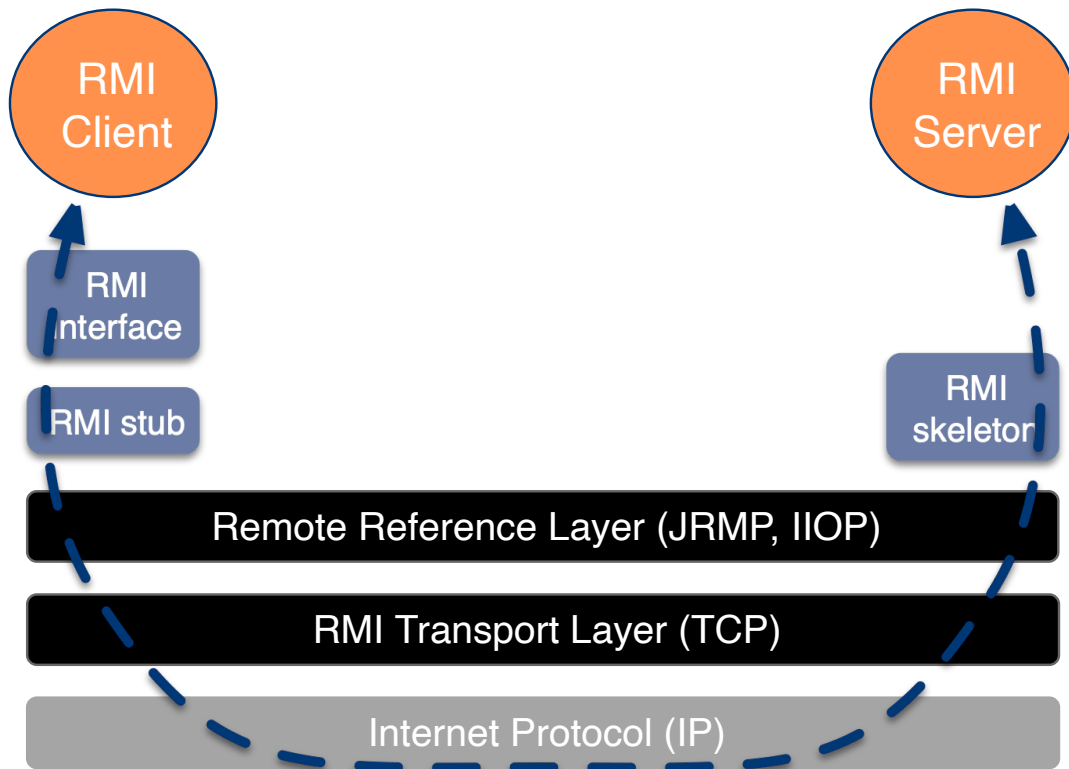 RMI
Client
RMI
Server
RMI
interface
RMI stub
RMI
skeleton
Remote Reference Layer (JRMP, IIOP)
RMI Transport Layer (TCP)
Internet Protocol (IP)